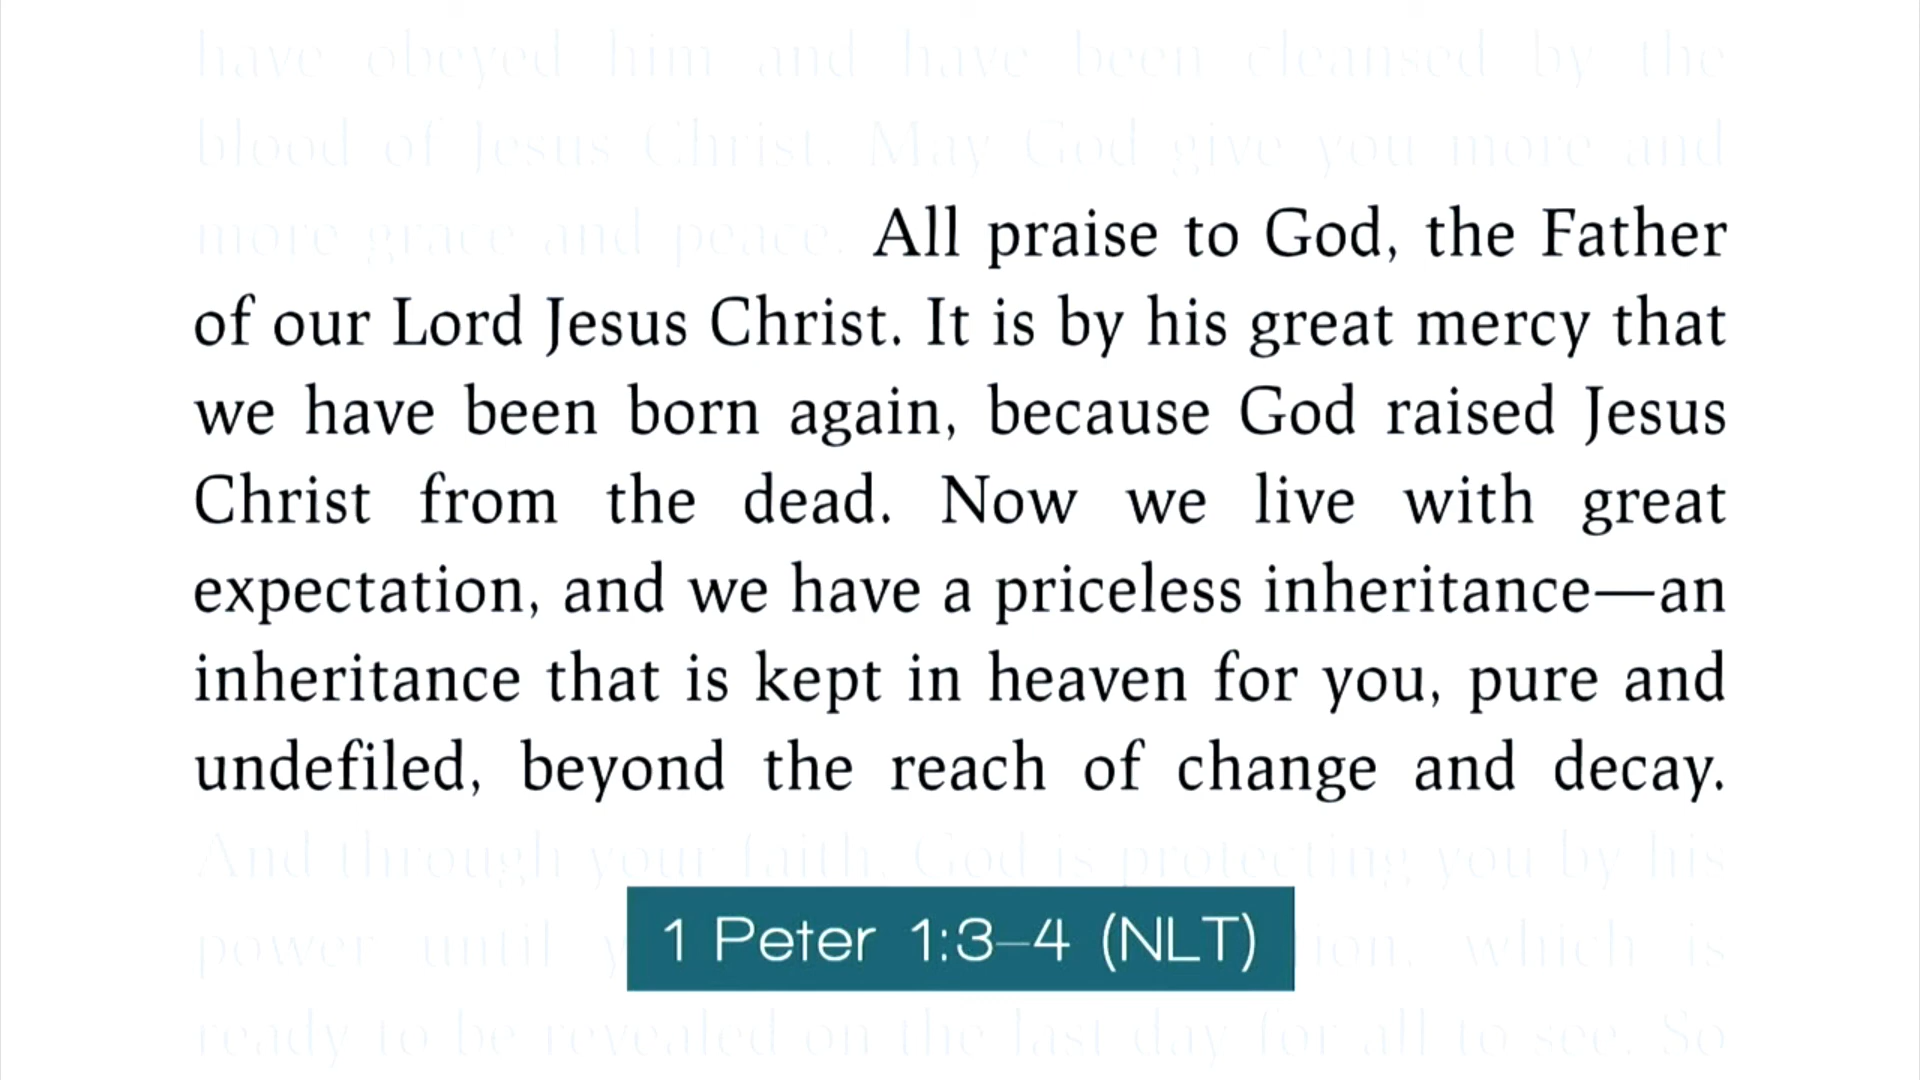 have obeyed him and have been cleansed by the
blood of Jesus Christ. May God give you more and
more grace and peace. All praise to God, the Father
of our Lord Jesus Christ. It is by his great mercy that
we have been born again, because God raised Jesus
Christ from the dead. Now we live with great
expectation, and we have a priceless inheritance—an
inheritance that is kept in heaven for you, pure and
undefiled, beyond the reach of change and decay.
And through your faith, God is protecting you by his
power until which is
1 Peter 1:3–4 (NLT)
ready to be revealed on the last day for all to see. So